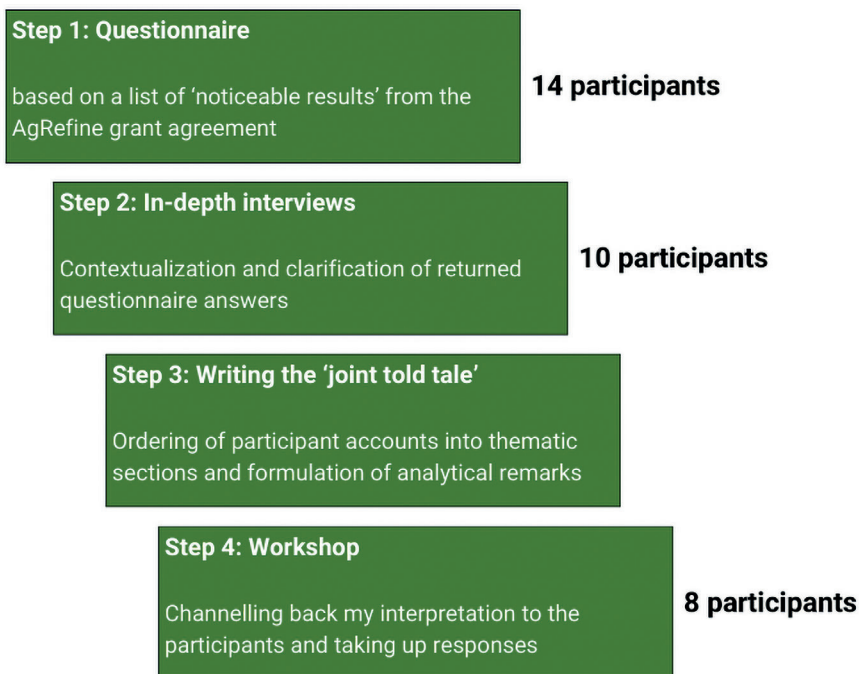 Step 1: Questionnaire
based on a list of ‘noticeable results’ from the
AgRefine grant agreement
14 participants
Step 2: In-depth interviews
Contextualization and clarification of returned
questionnaire answers
10 participants
Step 3: Writing the ‘joint told tale’
Ordering of participant accounts into thematic
sections and formulation of analytical remarks
Step 4: Workshop
Channelling back my interpretation to the
participants and taking up responses
8 participants